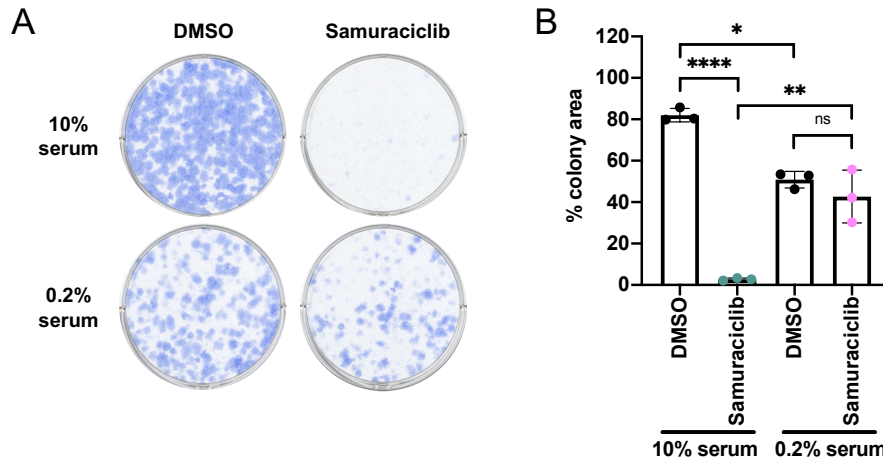 A
DMSO
Samuraciclib
10%
serum
0.2%
serum
B
% colony area
120
100
80
60
40
20
0
*
****
**
ns
DMSO
Samuraciclib
DMSO
Samuraciclib
10% serum
0.2% serum